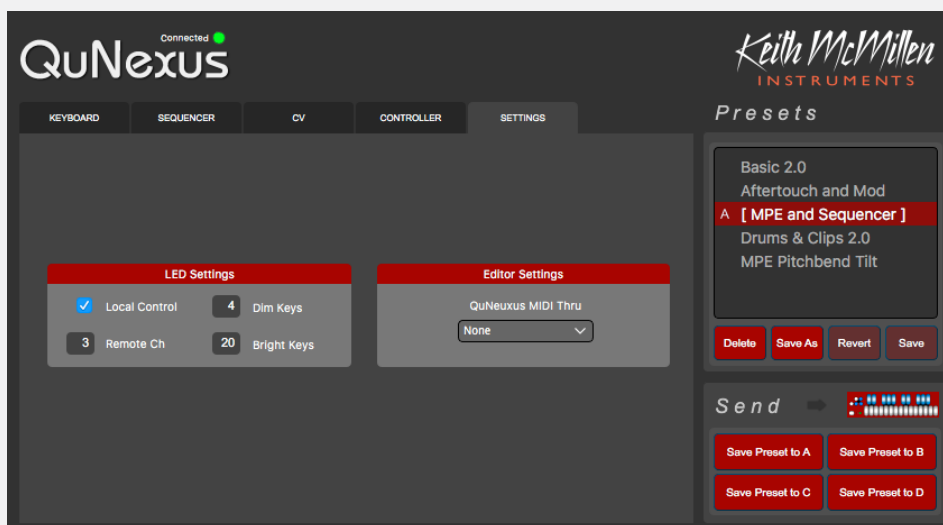 Connected
QuNexus
Keith McMillen
INSTRUMENTS
KEYBOARD SEQUENCER CV CONTROLLER SETTINGS
LED Settings
Local Control 4 Dim Keys
3 Remote Ch 20 Bright Keys
Editor Settings
QuNeuxus MIDI Thru
None
Presets
Basic 2.0
Aftertouch and Mod
A [ MPE and Sequencer ]
Drums & Clips 2.0
MPE Pitchbend Tilt
Delete Save As Revert Save
Send
Save Preset to A Save Preset to B
Save Preset to C Save Preset to D